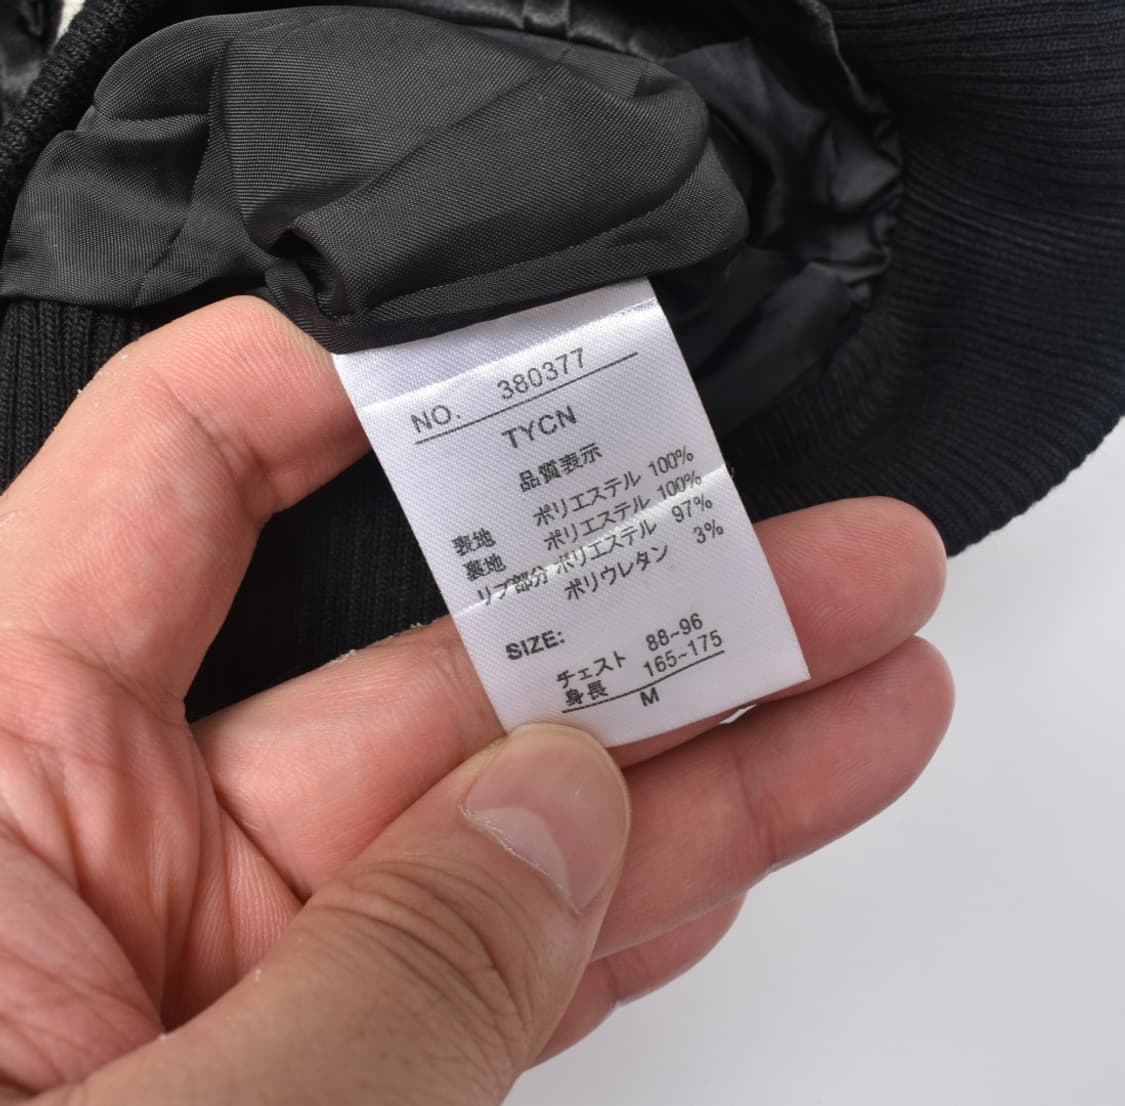 NO. 380377
TYCN
品質表示
表地 ポリエステル 100%
裏地 ポリエステル 100%
リブ部分 ポリエステル 97%
ポリウレタン 3%
SIZE:
チェスト 88~96
身長 165~175
M